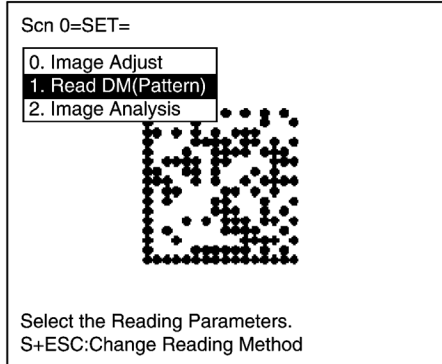 Scn 0=SET=
0. Image Adjust
1. Read DM(Pattern)
2. Image Analysis
Select the Reading Parameters.
S+ESC:Change Reading Method